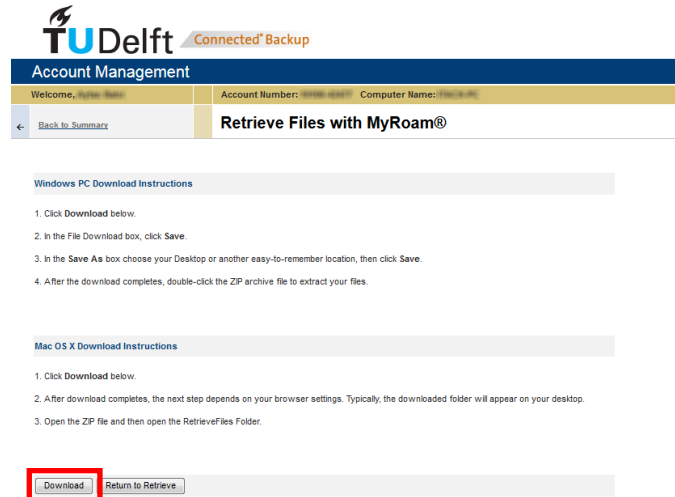 TUDelft Connected® Backup
Account Management
Welcome, Account Number: Computer Name:
← Back to Summary Retrieve Files with MyRoam®
Windows PC Download Instructions
1. Click Download below.
2. In the File Download box, click Save.
3. In the Save As box choose your Desktop or another easy-to-remember location, then click Save.
4. After the download completes, double-click the ZIP archive file to extract your files.
Mac OS X Download Instructions
1. Click Download below.
2. After download completes, the next step depends on your browser settings. Typically, the downloaded folder will appear on your desktop.
3. Open the ZIP file and then open the RetrieveFiles Folder.
Download Return to Retrieve